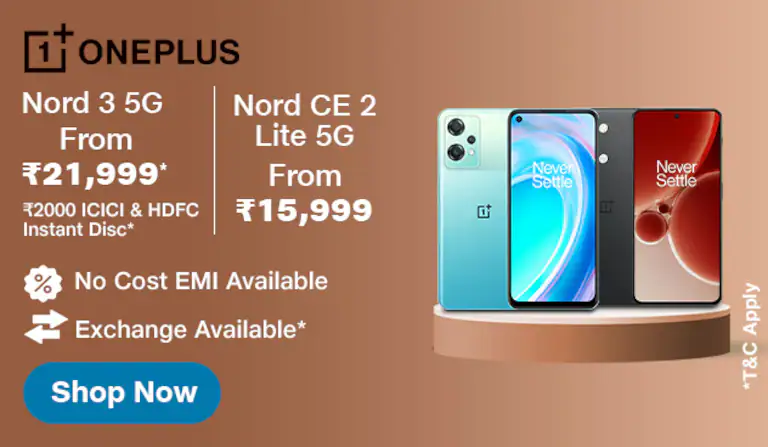 1+ ONEPLUS
Nord 3 5G
From
₹21,999*
₹2000 ICICI & HDFC
Instant Disc*
Nord CE 2
Lite 5G
From
₹15,999
No Cost EMI Available
Exchange Available*
Shop Now
Never
Settle
Never
Settle
*T&C Apply